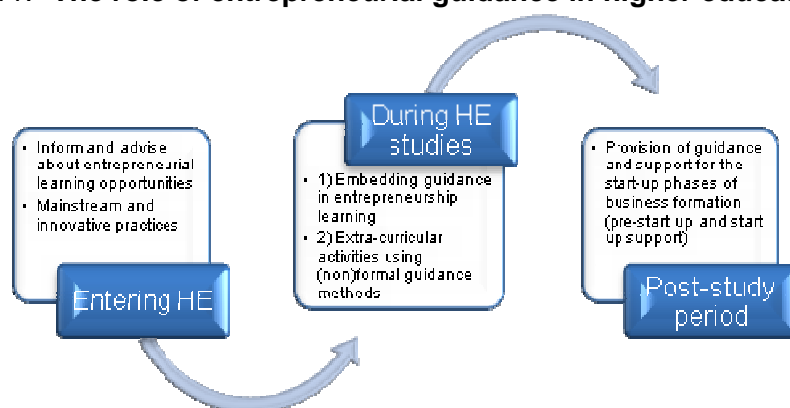 The role of entrepreneurial guidance in higher
• Inform and advise
about entrepreneurial
learning opportunities
• Mainstream and
innovative practices
Entering HE
During HE
studies
• 1) Embedding guidance
in entrepreneurship
learning
• 2) Extra-curricular
activities using
(non)formal guidance
methods
• Provision of guidance
and support for the
start-up phases of
business formation
(pre-start up and start
up support)
Post-study
period